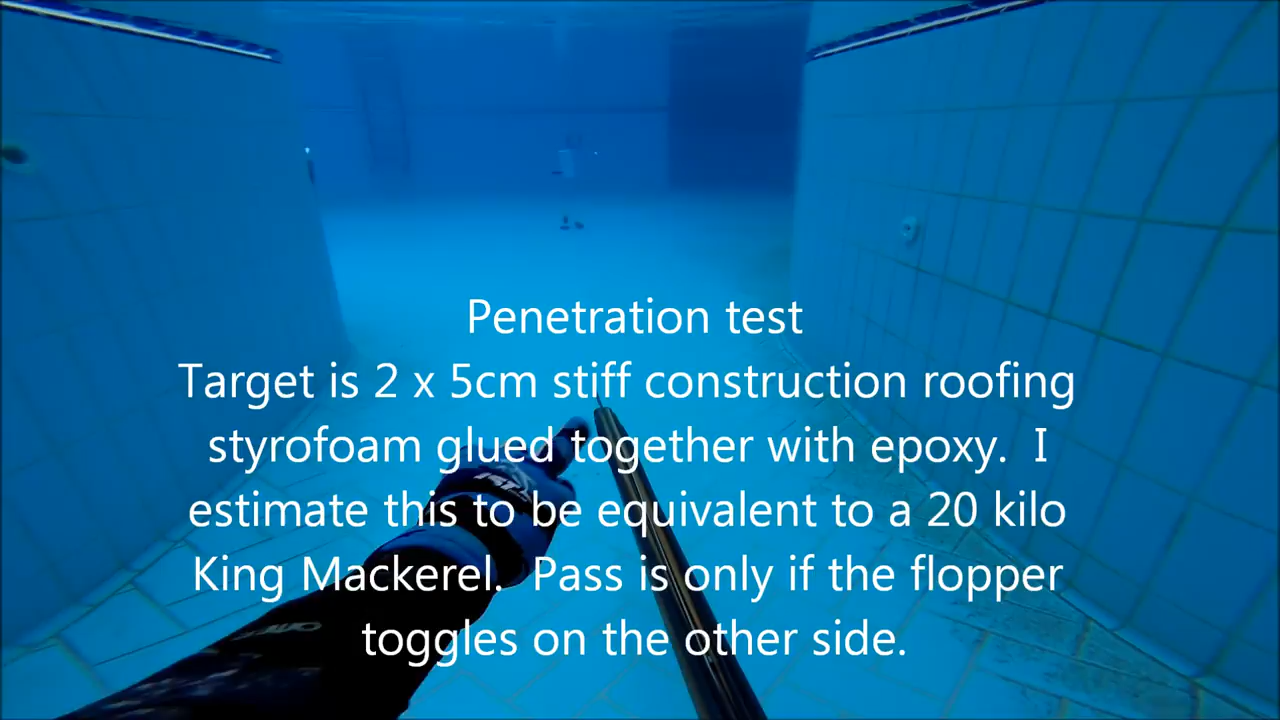 Penetration test
Target is 2 x 5cm stiff construction roofing
styrofoam glued together with epoxy.  I
estimate this to be equivalent to a 20 kilo
King Mackerel.  Pass is only if the flopper
toggles on the other side.